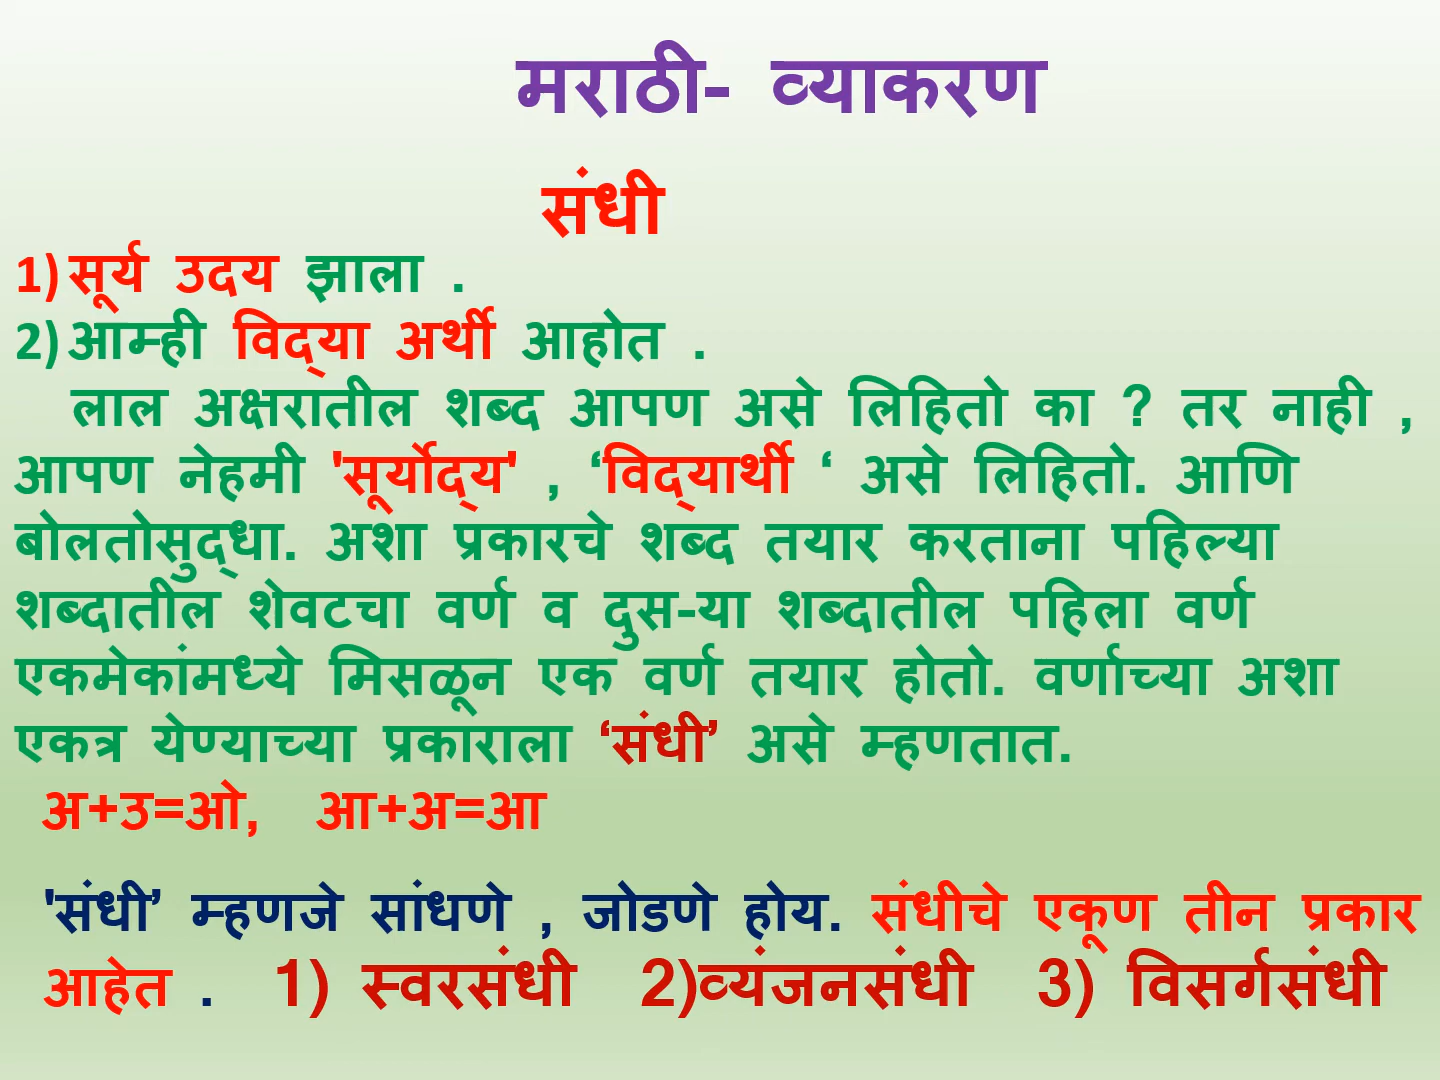 मराठी- व्याकरण
संधी
1) सूर्य उदय झाला .
2) आम्ही विद्‌या अर्थी आहोत .
लाल अक्षरातील शब्द आपण असे लिहितो का ? तर नाही ,
आपण नेहमी 'सूर्योद्‌य' , ‘विद्‌यार्थी ‘ असे लिहितो. आणि
बोलतोसुद्‌धा. अशा प्रकारचे शब्द तयार करताना पहिल्या
शब्दातील शेवटचा वर्ण व दुस-या शब्दातील पहिला वर्ण
एकमेकांमध्ये मिसळून एक वर्ण तयार होतो. वर्णाच्या अशा
एकत्र येण्याच्या प्रकाराला ‘संधी’ असे म्हणतात.
अ+उ=ओ, आ+अ=आ
'संधी’ म्हणजे सांधणे , जोडणे होय. संधीचे एकूण तीन प्रकार
आहेत . 1) स्वरसंधी 2)व्यंजनसंधी 3) विसर्गसंधी